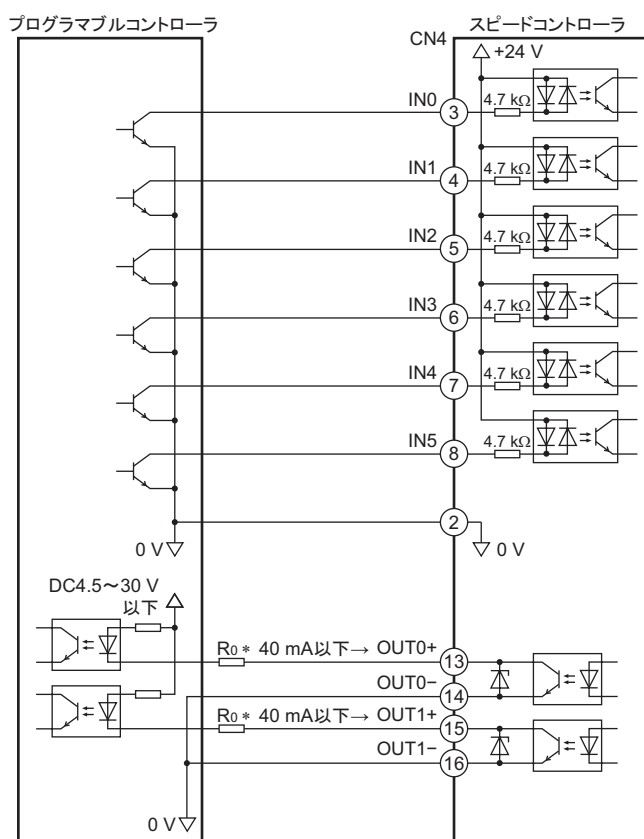 プログラマブルコントローラ
スピードコントローラ
CN4
+24 V
IN0
3
4.7 kΩ
IN1
4
4.7 kΩ
IN2
5
4.7 kΩ
IN3
6
4.7 kΩ
IN4
7
4.7 kΩ
IN5
8
4.7 kΩ
2
0 V
0 V
DC4.5～30 V
以下
R0* 40 mA以下→ OUT0+
13
OUT0−
14
R0* 40 mA以下→ OUT1+
15
OUT1−
16
0 V